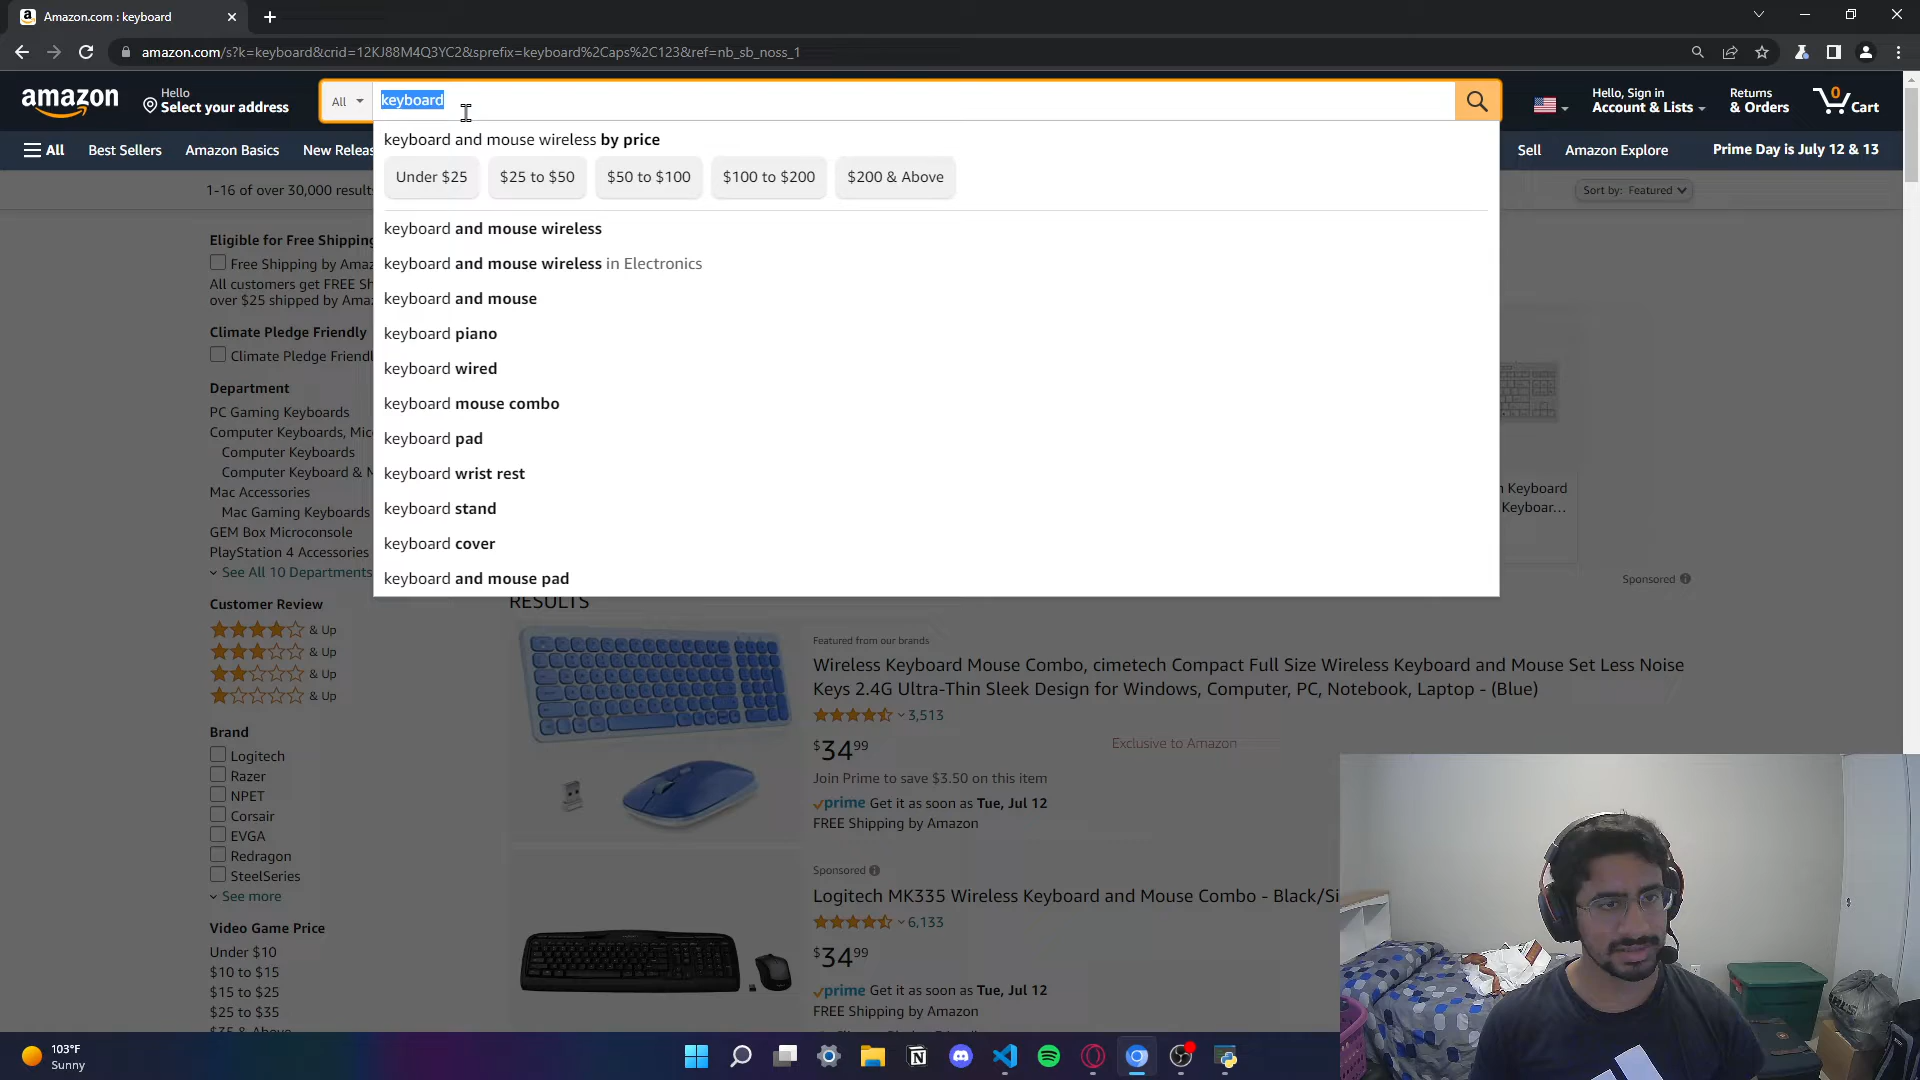 Amazon.com : keyboard
amazon.com/s?k=keyboard&crid=12KJ88M4Q3YC2&sprefix=keyboard%2Caps%2C123&ref=nb_sb_noss_1
amazon
Hello
Select your address
All
keyboard
Hello, Sign in
Account & Lists
Returns
& Orders
0
Cart
All
Best Sellers
Amazon Basics
New Releas
Sell
Amazon Explore
Prime Day is July 12 & 13
1-16 of over 30,000 results
Sort by: Featured
keyboard and mouse wireless by price
Under $25
$25 to $50
$50 to $100
$100 to $200
$200 & Above
keyboard and mouse wireless
keyboard and mouse wireless in Electronics
keyboard and mouse
keyboard piano
keyboard wired
keyboard mouse combo
keyboard pad
keyboard wrist rest
keyboard stand
keyboard cover
keyboard and mouse pad
Eligible for Free Shipping
Free Shipping by Amaz
All customers get FREE Sh
over $25 shipped by Ama
Climate Pledge Friendly
Climate Pledge Friendl
Department
PC Gaming Keyboards
Computer Keyboards, Mic
Computer Keyboards
Computer Keyboard & M
Mac Accessories
Mac Gaming Keyboards
GEM Box Microconsole
PlayStation 4 Accessories
See All 10 Departments
Customer Review
& Up
& Up
& Up
& Up
Brand
Logitech
Razer
NPET
Corsair
EVGA
Redragon
SteelSeries
See more
Video Game Price
Under $10
$10 to $15
$15 to $25
$25 to $35
$35 & Above
Keyboard
Keyboar...
Sponsored
RESULTS
Featured from our brands
Wireless Keyboard Mouse Combo, cimetech Compact Full Size Wireless Keyboard and Mouse Set Less Noise
Keys 2.4G Ultra-Thin Sleek Design for Windows, Computer, PC, Notebook, Laptop - (Blue)
3,513
$34 99
Exclusive to Amazon
Join Prime to save $3.50 on this item
prime Get it as soon as Tue, Jul 12
FREE Shipping by Amazon
Sponsored
Logitech MK335 Wireless Keyboard and Mouse Combo - Black/Si
6,133
$34 99
prime Get it as soon as Tue, Jul 12
FREE Shipping by Amazon
103°F
Sunny